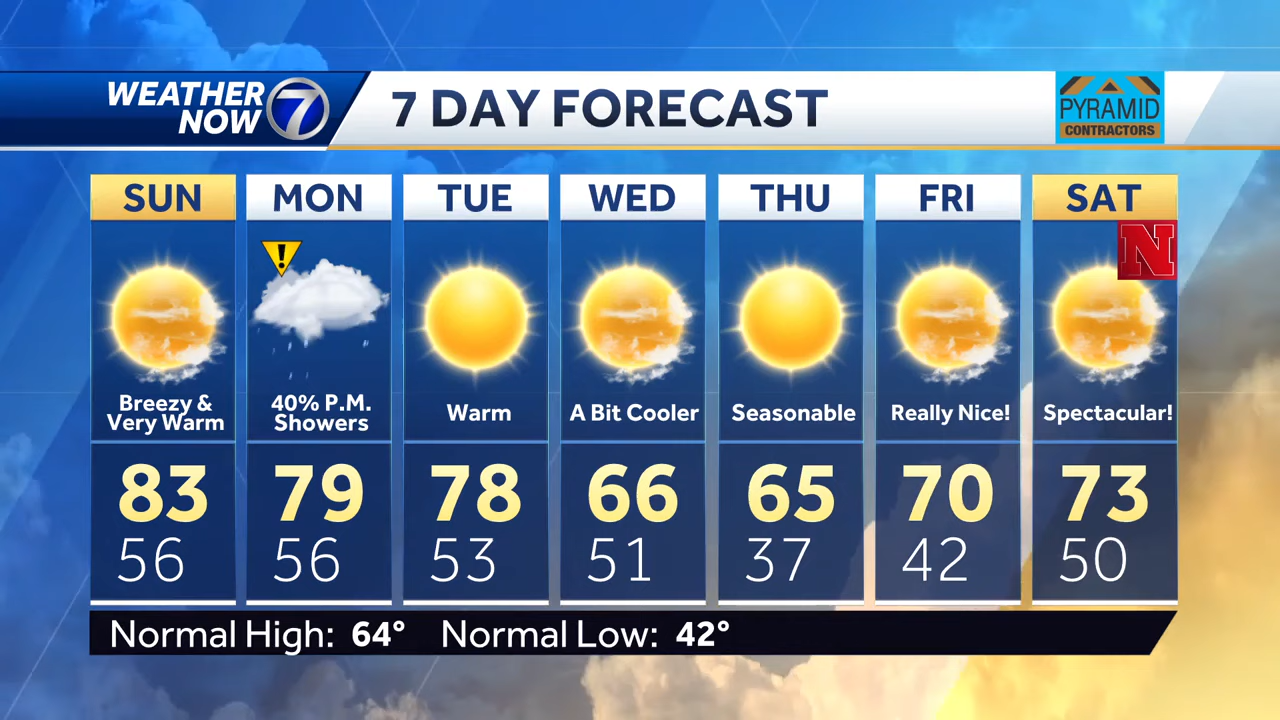 WEATHER
NOW
7
7 DAY FORECAST
PYRAMID
CONTRACTORS
SUN MON TUE WED THU FRI SAT
!
N
Breezy &
Very Warm
40% P.M.
Showers
Warm
A Bit Cooler
Seasonable
Really Nice!
Spectacular!
83 79 78 66 65 70 73
56 56 53 51 37 42 50
Normal High: 64° Normal Low: 42°